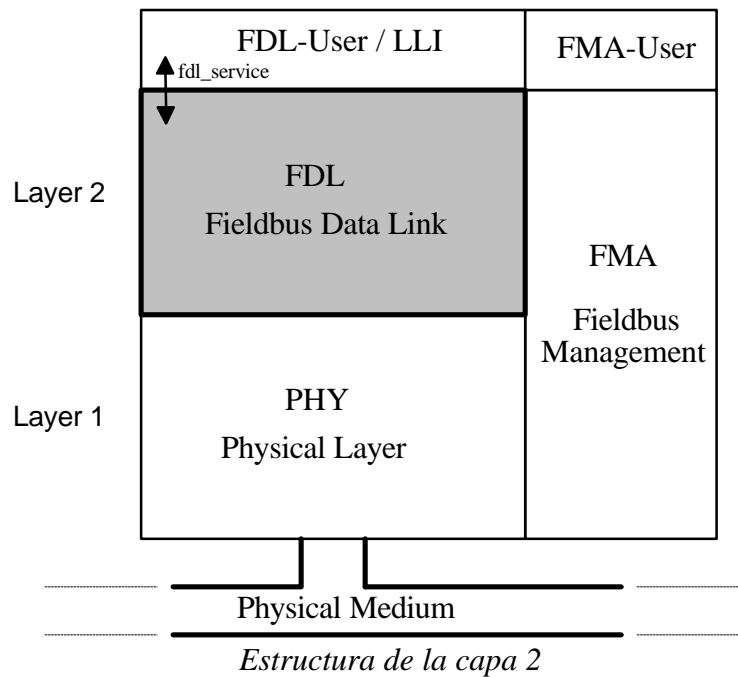 FDL-User / LLI
FMA-User
fdl_service
Layer 2
FDL
Fieldbus Data Link
FMA
Fieldbus
Management
Layer 1
PHY
Physical Layer
Physical Medium
Estructura de la capa 2